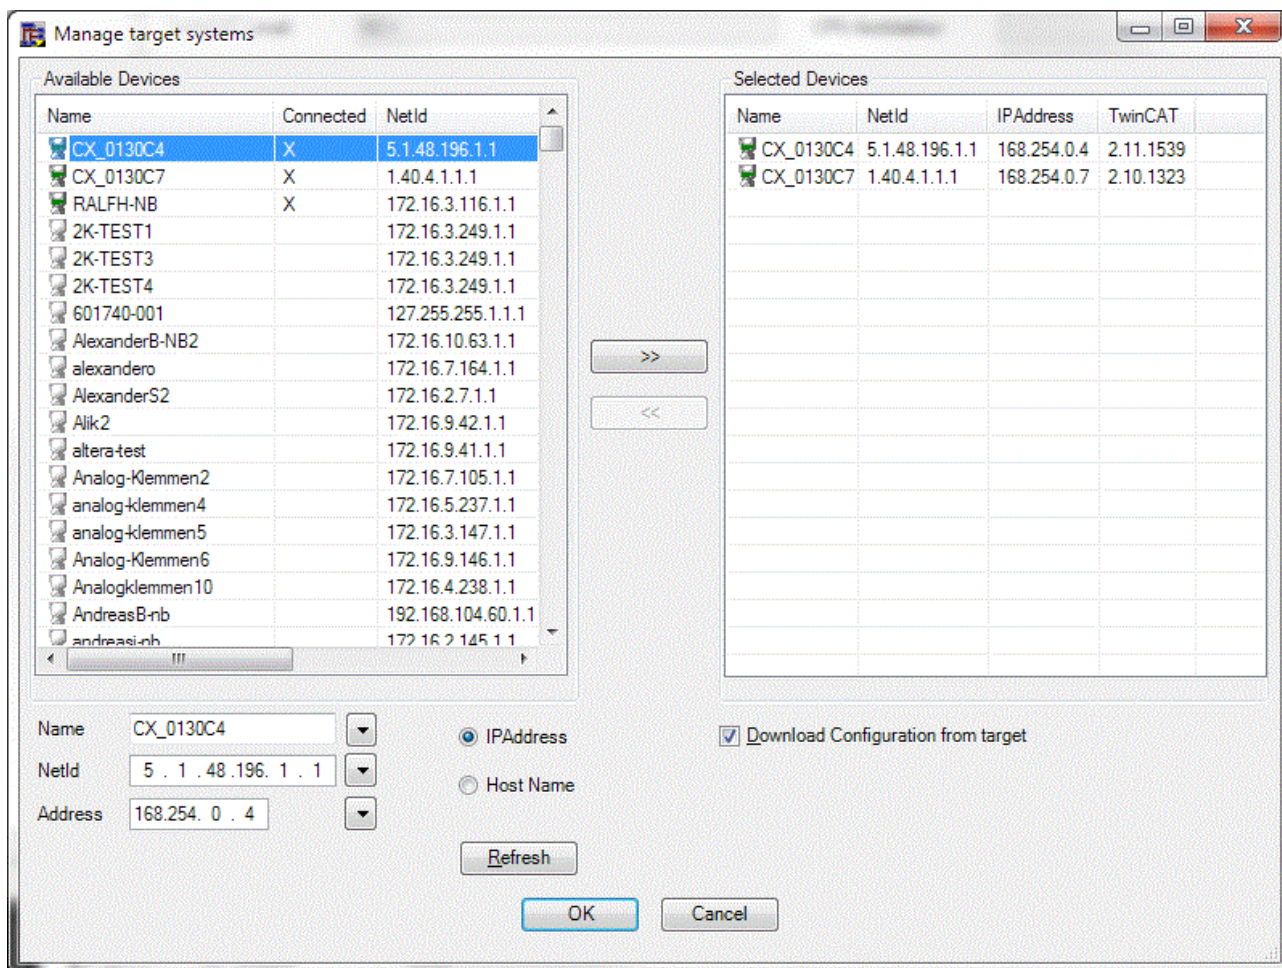 Manage target systems
Available Devices
Name Connected NetId
CX_0130C4 X 5.1.48.196.1.1
CX_0130C7 X 1.40.4.1.1.1
RALFH-NB X 172.16.3.116.1.1
2K-TEST1 172.16.3.249.1.1
2K-TEST3 172.16.3.249.1.1
2K-TEST4 172.16.3.249.1.1
601740-001 127.255.255.1.1.1
AlexanderB-NB2 172.16.10.63.1.1
alexandero 172.16.7.164.1.1
AlexanderS2 172.16.2.7.1.1
Alik2 172.16.9.42.1.1
altera-test 172.16.9.41.1.1
Analog-Klemmen2 172.16.7.105.1.1
analog-klemmen4 172.16.5.237.1.1
analog-klemmen5 172.16.3.147.1.1
Analog-Klemmen6 172.16.9.146.1.1
Analogklemmen10 172.16.4.238.1.1
AndreasB-nb 192.168.104.60.1.1
andreasi-nb 172.16.2.145.1.1
>>
<<
Selected Devices
Name NetId IPAddress TwinCAT
CX_0130C4 5.1.48.196.1.1 168.254.0.4 2.11.1539
CX_0130C7 1.40.4.1.1.1 168.254.0.7 2.10.1323
Name CX_0130C4
NetId 5 . 1 . 48 .196. 1 . 1
Address 168.254. 0 . 4
IPAddress
Host Name
Refresh
Download Configuration from target
OK Cancel